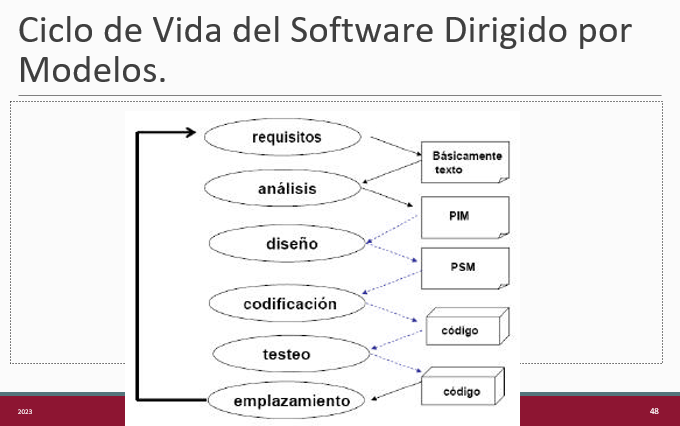 Ciclo de Vida del Software Dirigido por
Modelos.
requisitos
Básicamente
texto
análisis
PIM
diseño
PSM
codificación
código
testeo
código
emplazamiento
2023
48